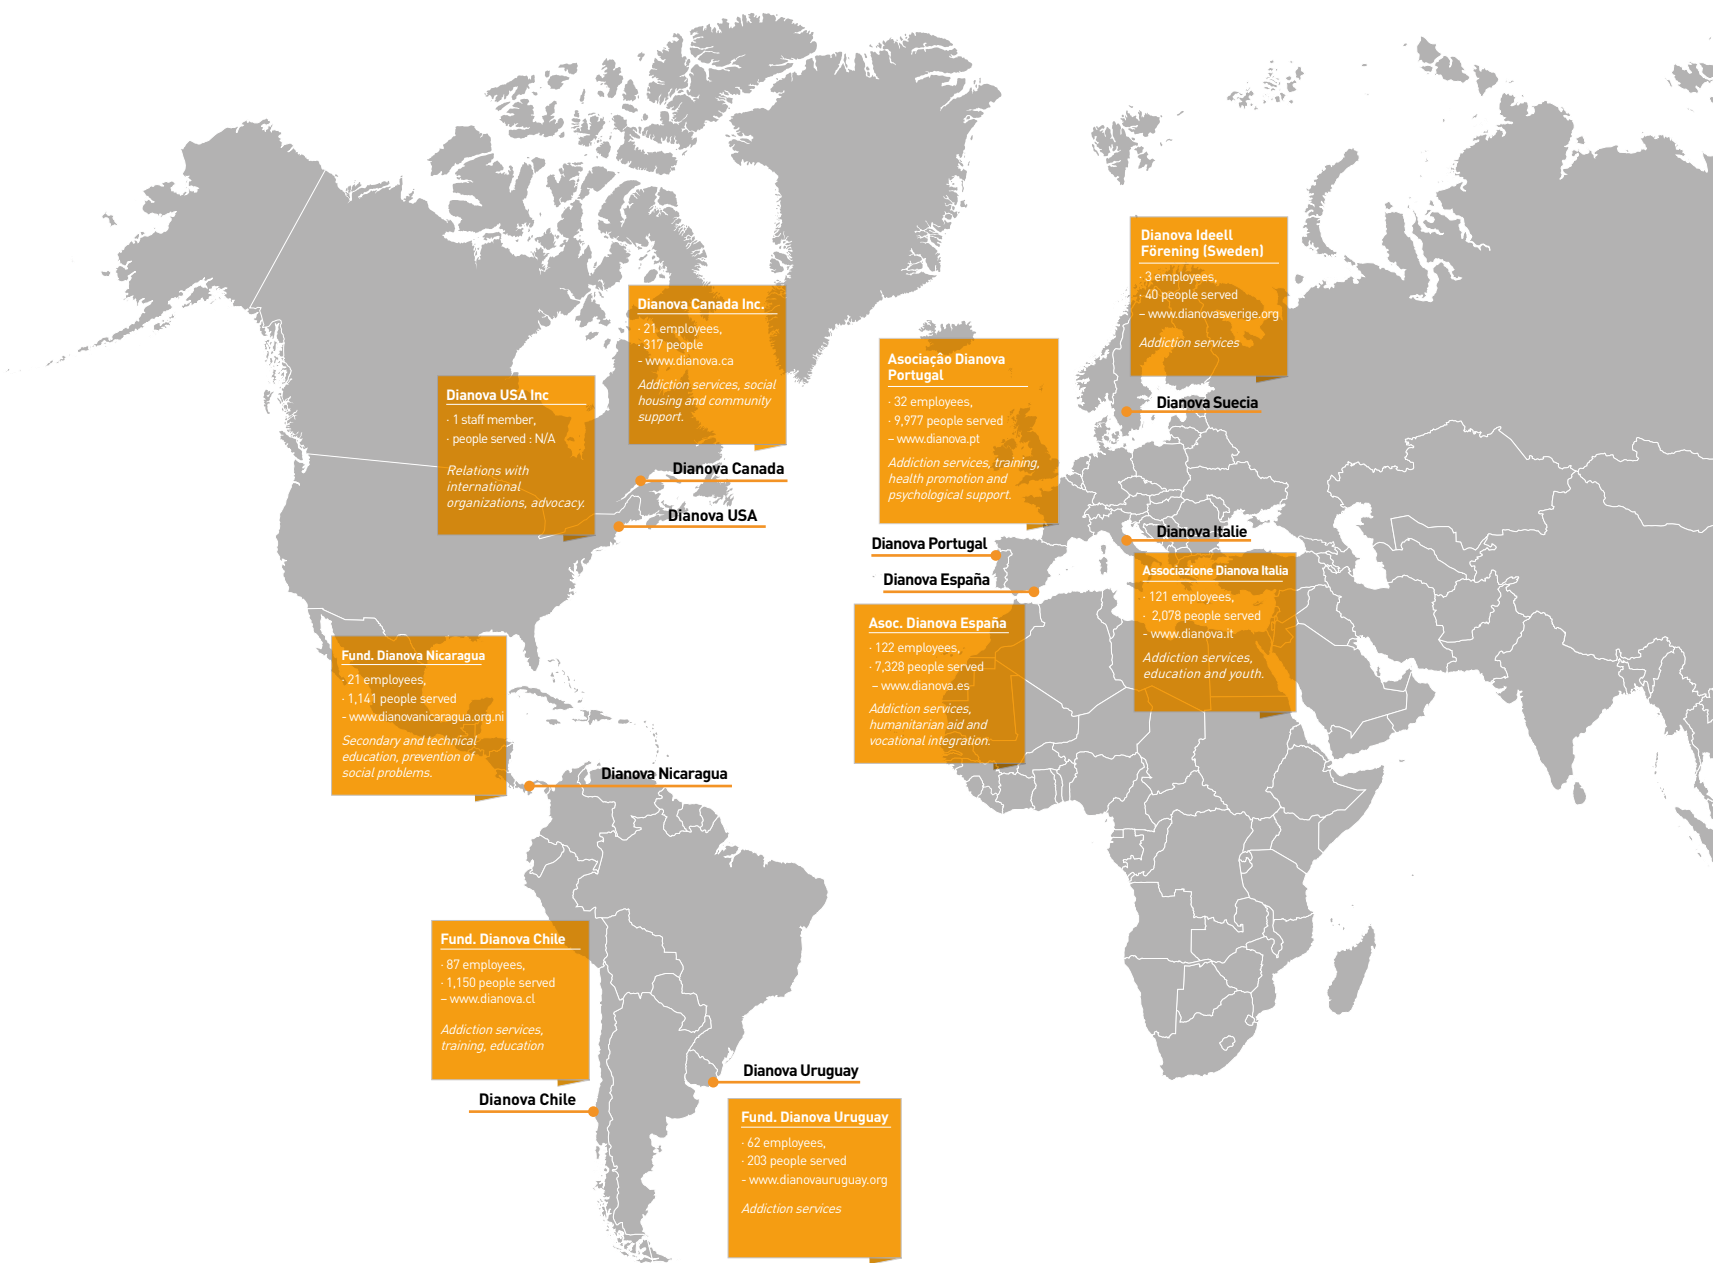 Dianova Ideell
Förening (Sweden)
· 3 employees,
· 40 people served
– www.dianovasverige.org
Addiction services
Dianova Suecia
Dianova Canada Inc.
· 21 employees,
· 317 people
- www.dianova.ca
Addiction services, social
housing and community
support.
Dianova Canada
Dianova USA Inc
· 1 staff member,
· people served : N/A
Relations with
international
organizations, advocacy.
Dianova USA
Asociação Dianova
Portugal
· 32 employees,
· 9,977 people served
– www.dianova.pt
Addiction services, training,
health promotion and
psychological support.
Dianova Portugal
Dianova España
Asoc. Dianova España
· 122 employees,
· 7,328 people served
– www.dianova.es
Addiction services,
humanitarian aid and
vocational integration.
Dianova Italie
Associazione Dianova Italia
· 121 employees,
· 2,078 people served
- www.dianova.it
Addiction services,
education and youth.
Fund. Dianova Nicaragua
· 21 employees,
· 1,141 people served
- www.dianovanicaragua.org.ni
Secondary and technical
education, prevention of
social problems.
Dianova Nicaragua
Fund. Dianova Chile
· 87 employees,
· 1,150 people served
– www.dianova.cl
Addiction services,
training, education
Dianova Chile
Dianova Uruguay
Fund. Dianova Uruguay
· 62 employees,
· 203 people served
- www.dianovauruguay.org
Addiction services